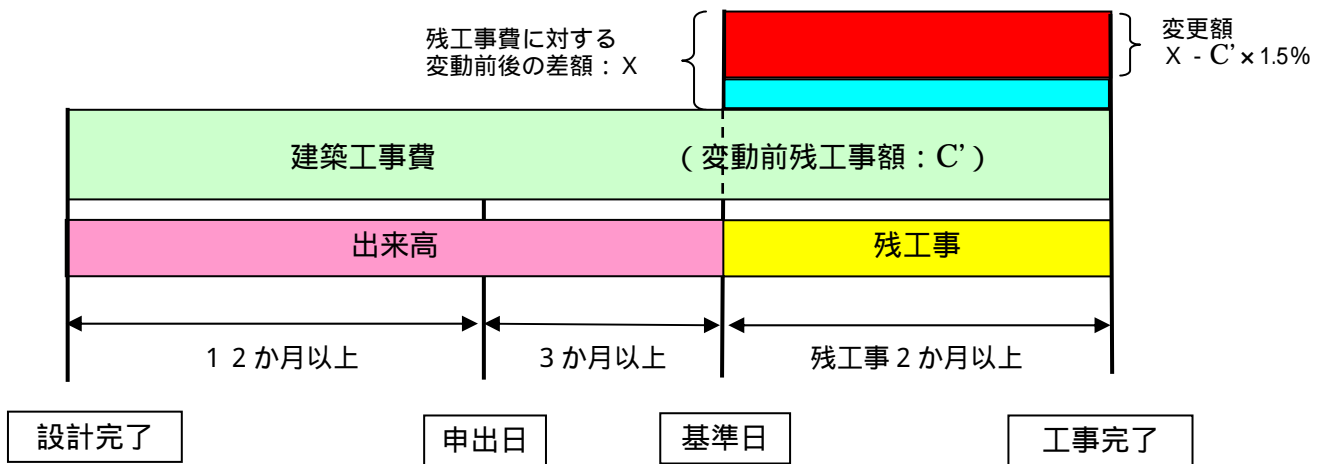 残工事費に対する
変動前後の差額：X
変更額
X - C’×1.5%
建築工事費
（変動前残工事額：C’）
出来高
残工事
１２か月以上
3か月以上
残工事2か月以上
設計完了
申出日
基準日
工事完了